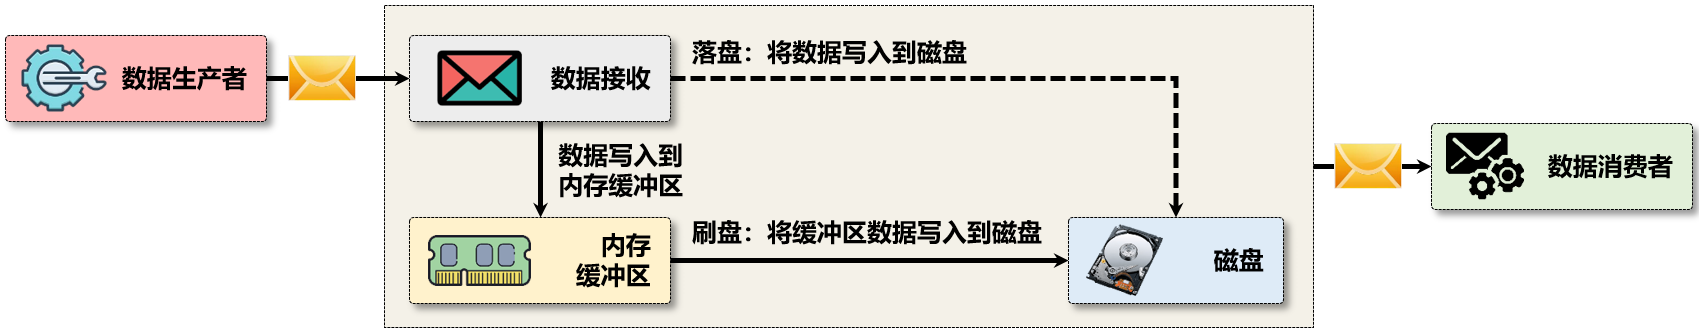 数据生产者
数据接收
落盘：将数据写入到磁盘
数据写入到
内存缓冲区
内存
缓冲区
刷盘：将缓冲区数据写入到磁盘
磁盘
数据消费者